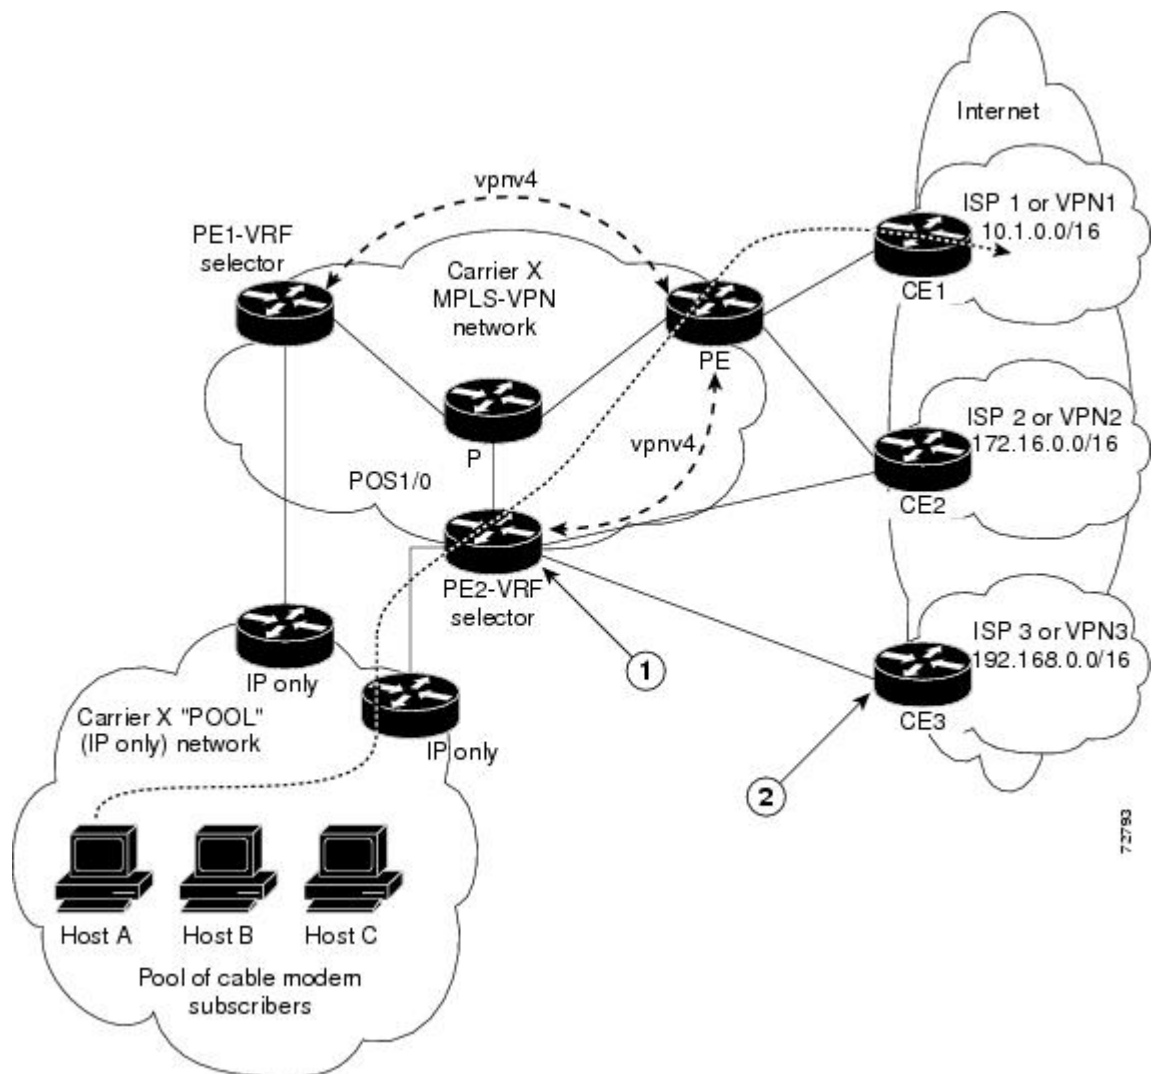 Internet
vpnv4
ISP 1 or VPN1
10.1.0.0/16
PE1-VRF
selector
Carrier X
MPLS-VPN
network
CE1
PE
ISP 2 or VPN2
172.16.0.0/16
vpnv4
P
POS1/0
CE2
PE2-VRF
selector
ISP 3 or VPN3
192.168.0.0/16
1
IP only
Carrier X "POOL"
(IP only) network
CE3
IP only
2
72793
Host A
Host B
Host C
Pool of cable modern
subscribers